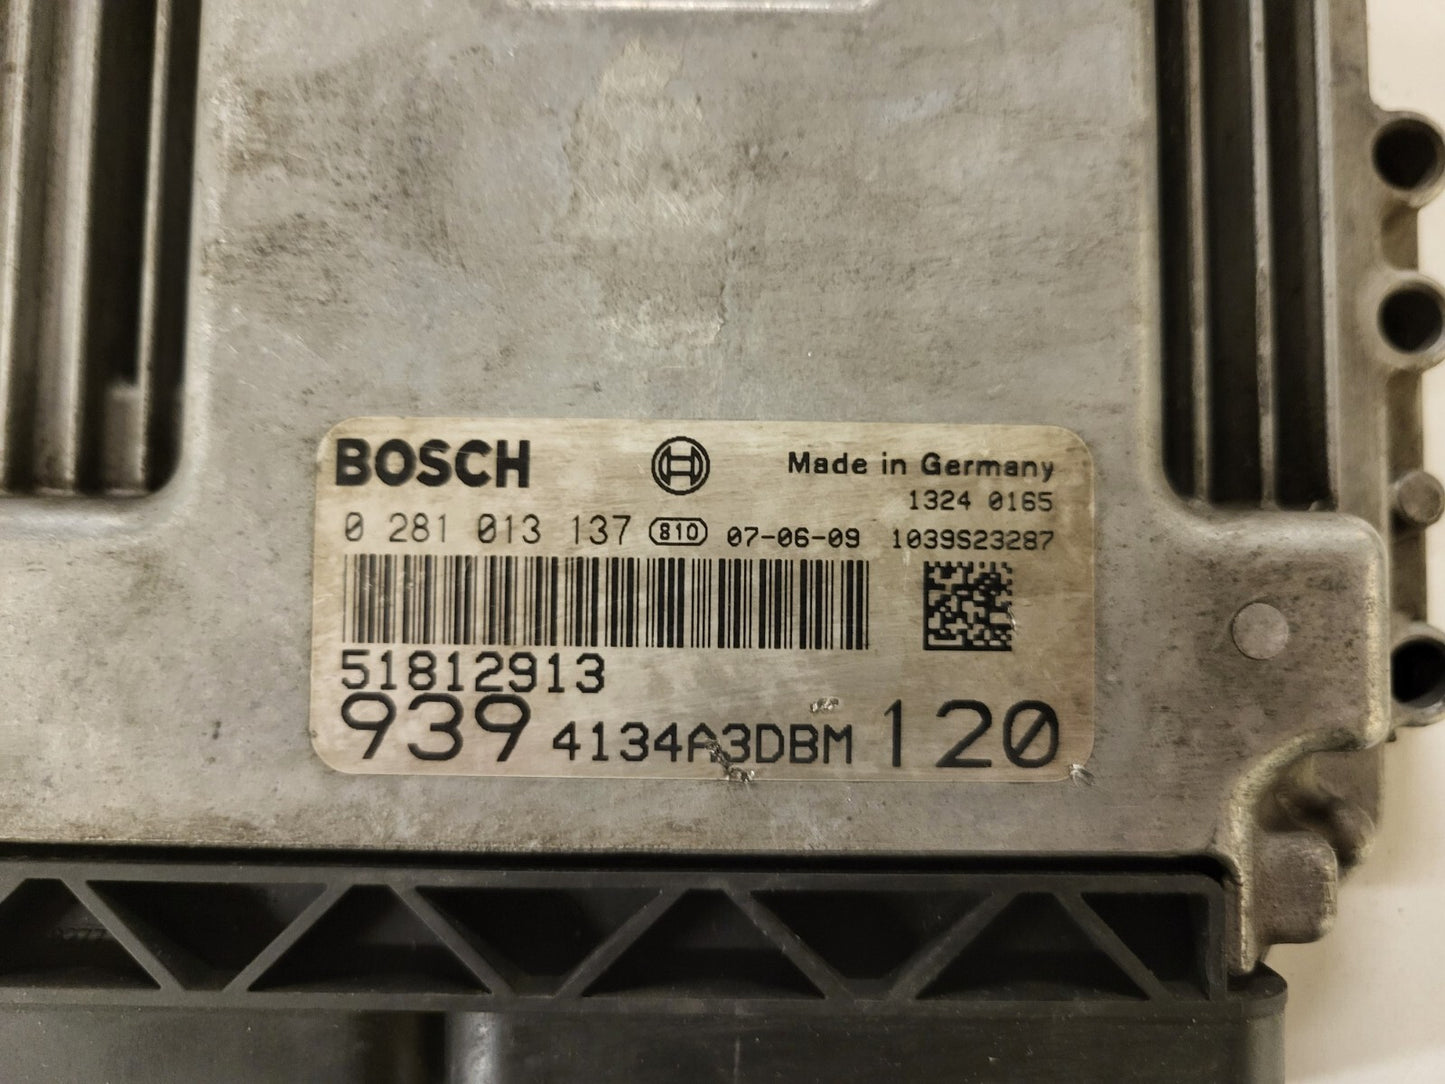 BOSCH
Made in Germany
1324 0165
0 281 013 137 810 07-06-09 1039S23287
51812913
939 4134A3DBM 120